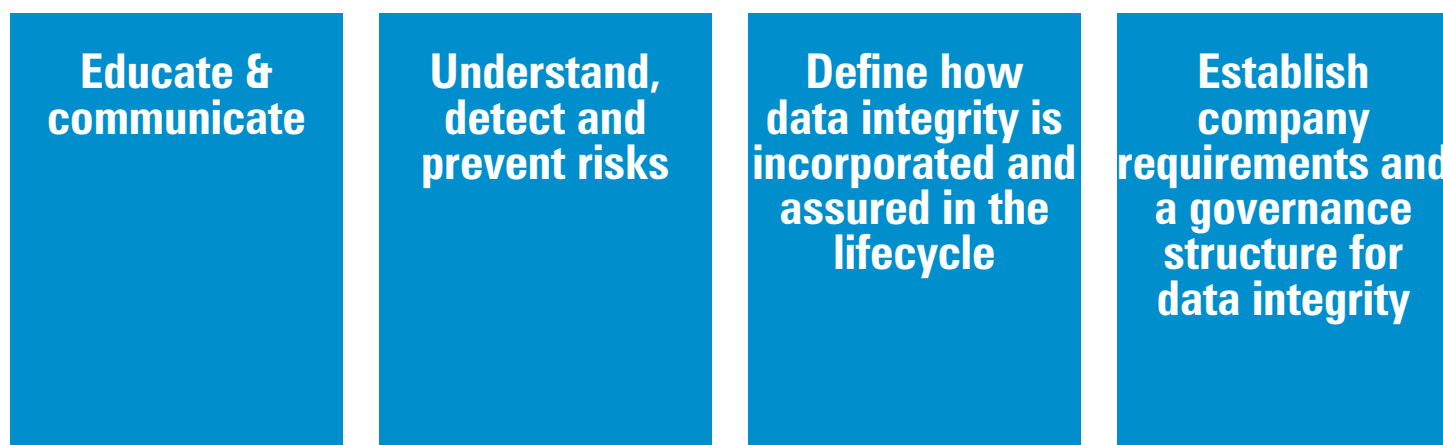 Educate &
communicate
Understand,
detect and
prevent risks
Define how
data integrity is
incorporated and
assured in the
lifecycle
Establish
company
requirements and
a governance
structure for
data integrity